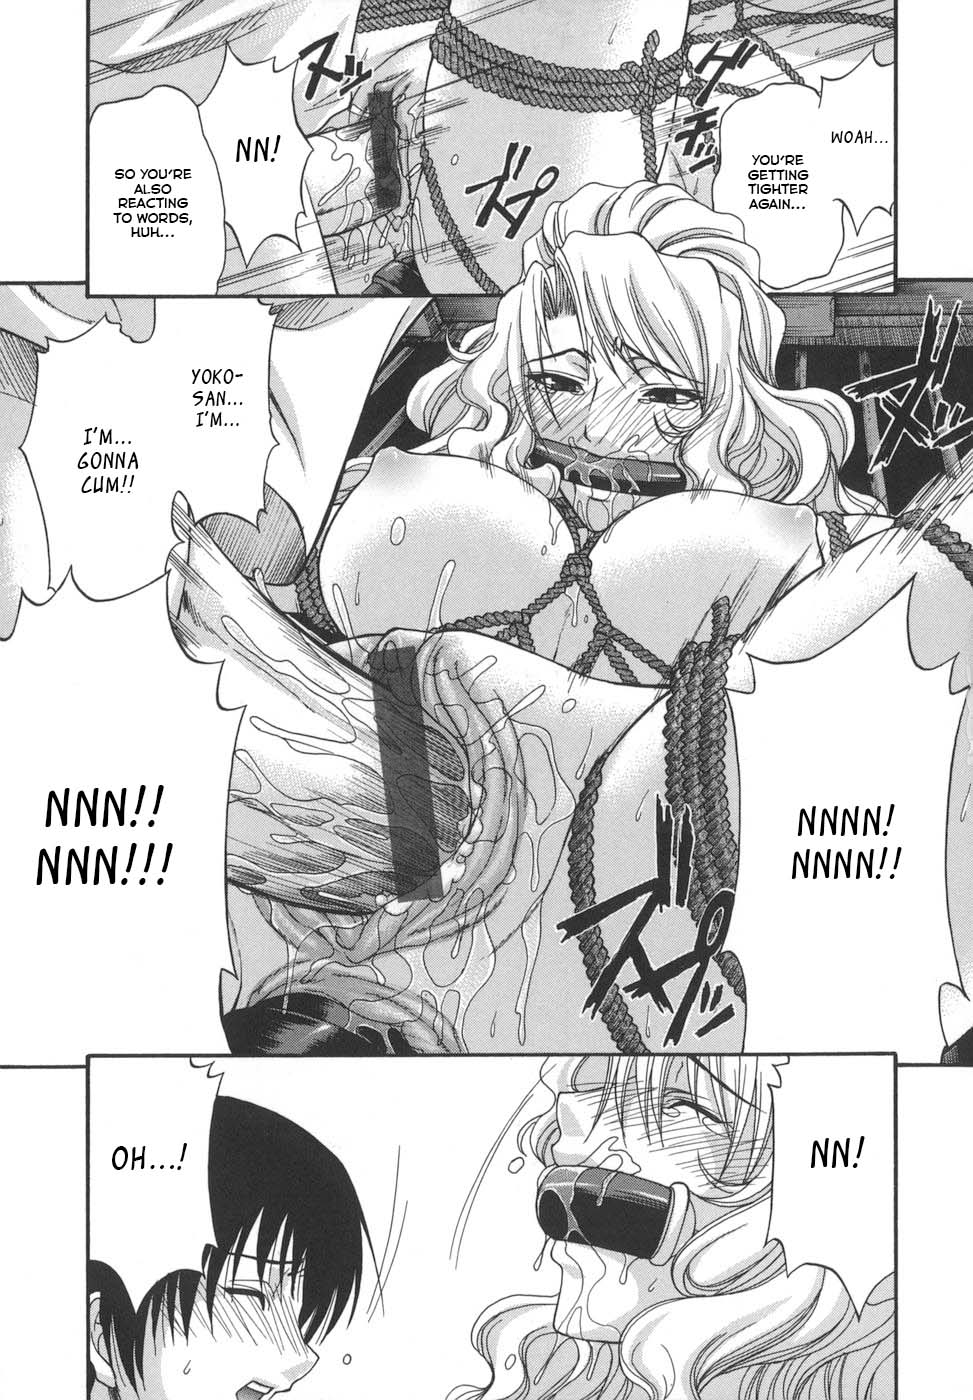 WOAH...
YOU'RE
GETTING
TIGHTER
AGAIN...
NN!
SO YOU'RE
ALSO
REACTING
TO WORDS,
HUH...
YOKO-
SAN...
I'M...
I'M...
GONNA
CUM!!
NNNN!
NNNN!!
NNN!!
NNN!!!
NN!
OH...!